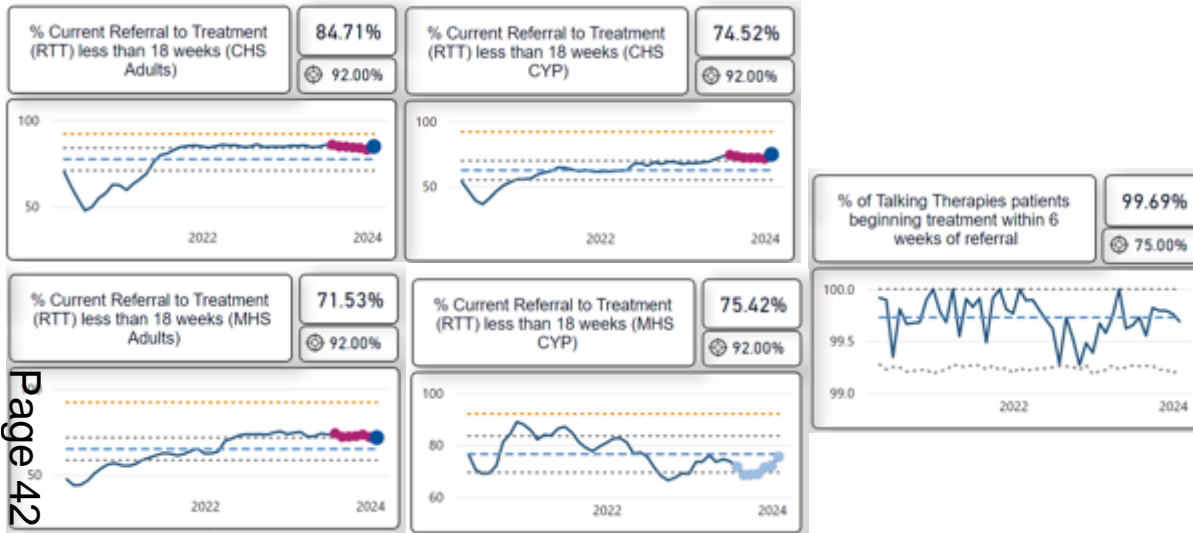 % Current Referral to Treatment
(RTT) less than 18 weeks (CHS
Adults)
84.71%
92.00%
100
50
2022
2024
% Current Referral to Treatment
(RTT) less than 18 weeks (CHS
CYP)
74.52%
92.00%
100
50
2022
2024
% Current Referral to Treatment
(RTT) less than 18 weeks (MHS
Adults)
71.53%
92.00%
50
2022
2024
% Current Referral to Treatment
(RTT) less than 18 weeks (MHS
CYP)
75.42%
92.00%
100
80
60
2022
2024
% of Talking Therapies patients
beginning treatment within 6
weeks of referral
99.69%
75.00%
100.0
99.5
99.0
2022
2024
Page 42